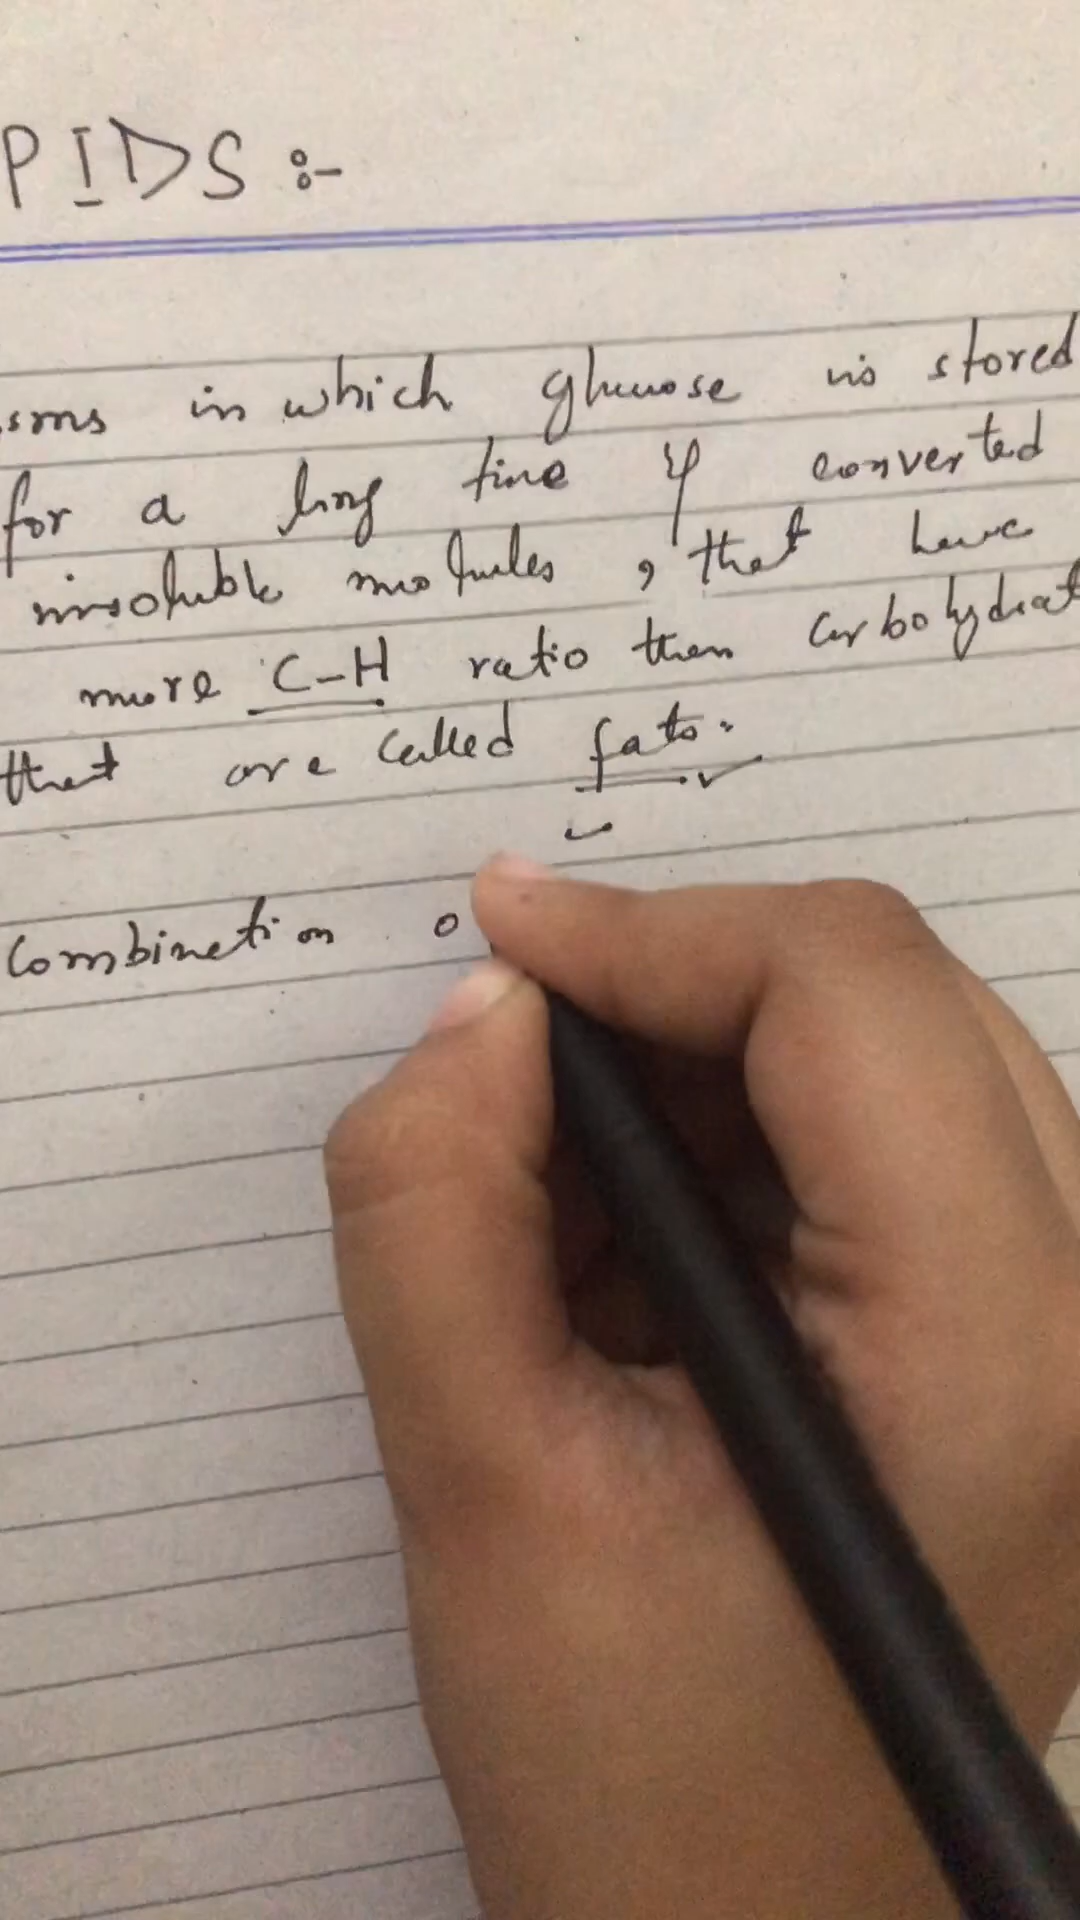 PIDS :-
sms in which glucose is stored
for a long time & converted
insoluble molecules, that have
more C-H ratio then carbohydrat
that are called fats.
Combination o